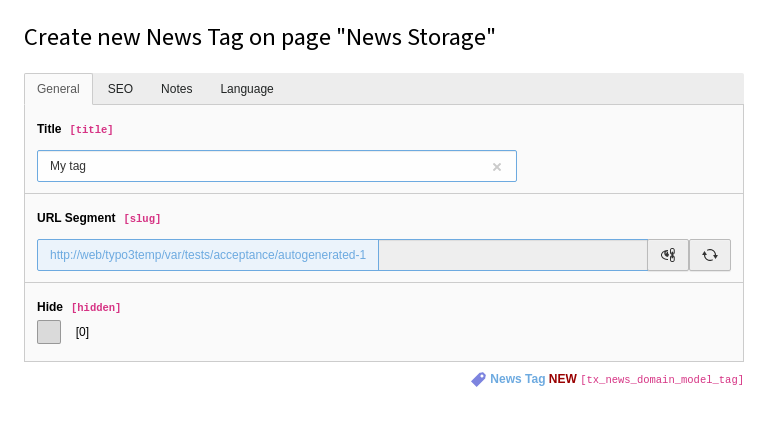 Create new News Tag on page "News Storage"
General SEO Notes Language
Title [title]
My tag
URL Segment [slug]
http://web/typo3temp/var/tests/acceptance/autogenerated-1
Hide [hidden]
[0]
News Tag NEW [tx_news_domain_model_tag]